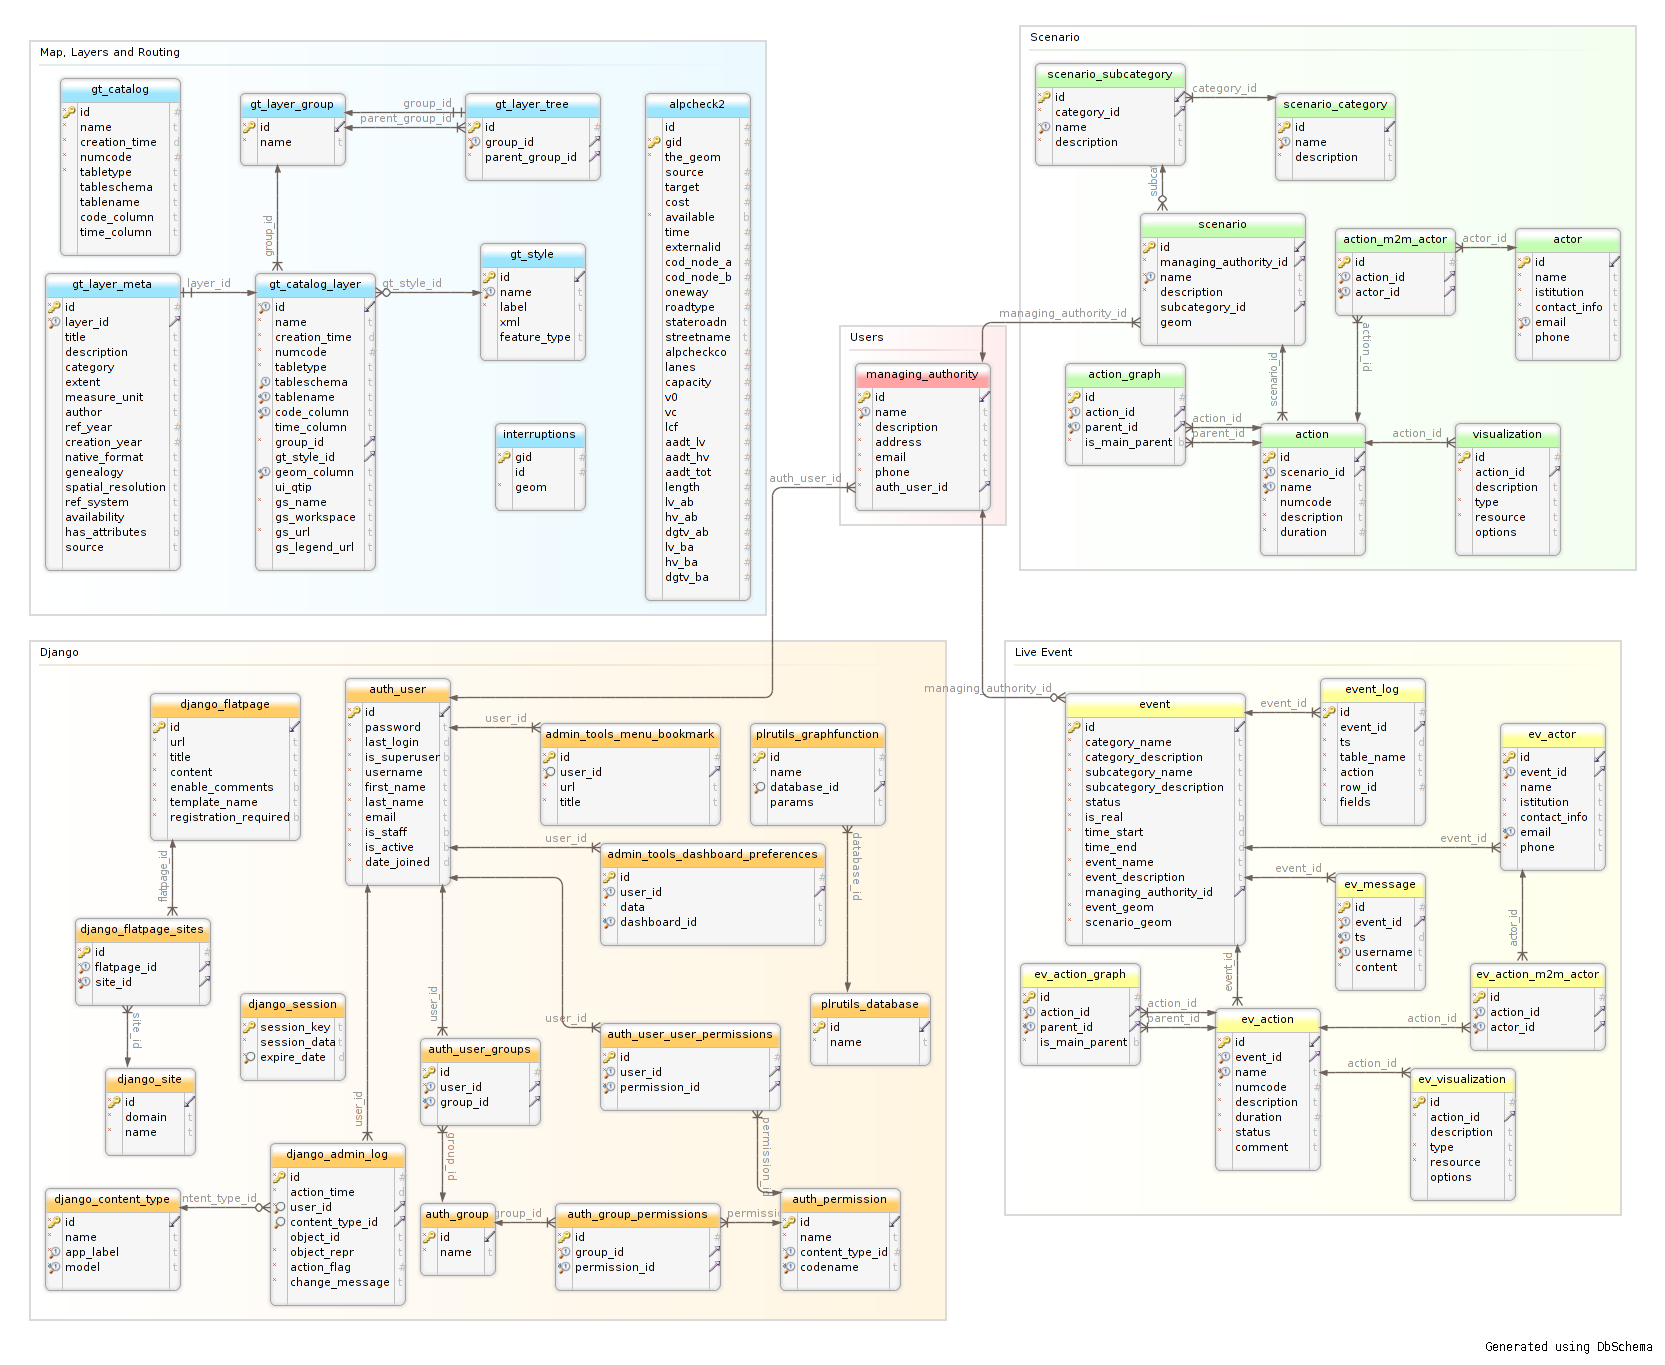 Map, Layers and Routing
gt_catalog
id #
name t
creation_time d
numcode #
tabletype t
tableschema t
tablename t
code_column t
time_column t
gt_layer_group
id
name t
group_id
parent_group_id
gt_layer_tree
id #
group_id
parent_group_id
alpcheck2
id #
gid #
the_geom
source #
target #
cost #
available b
time #
externalid #
cod_node_a #
cod_node_b #
oneway #
roadtype #
stateroadn t
streetname t
alpcheckco #
lanes #
capacity #
v0 #
vc #
lcf #
aadt_lv #
aadt_hv #
aadt_tot #
length #
lv_ab #
hv_ab #
dgtv_ab #
lv_ba #
hv_ba #
dgtv_ba #
group_id
gt_layer_meta
id #
layer_id
title t
description t
category t
extent t
measure_unit t
author t
ref_year #
creation_year #
native_format t
genealogy t
spatial_resolution t
ref_system t
availability t
has_attributes b
source t
layer_id
gt_catalog_layer
id
name t
creation_time d
numcode #
tabletype t
tableschema t
tablename t
code_column t
time_column t
group_id
gt_style_id
geom_column t
ui_qtip t
gs_name t
gs_workspace t
gs_url t
gs_legend_url t
gt_style_id
gt_style
id
name t
label t
xml
feature_type t
interruptions
gid #
id #
geom
Scenario
scenario_subcategory
id
category_id
name t
description t
category_id
scenario_category
id
name t
description t
subca
scenario
id
managing_authority_id
name t
description t
subcategory_id
geom
managing_authority_id
action_m2m_actor
id #
action_id
actor_id
actor_id
actor
id
name t
istitution t
contact_info t
email t
phone t
action_graph
id #
action_id
parent_id
is_main_parent b
action_id
parent_id
scenario_id
action_id
action
id
scenario_id
name t
numcode #
description t
duration #
action_id
visualization
id #
action_id
description t
type t
resource t
options t
Users
managing_authority
id
name t
description t
address t
email t
phone t
auth_user_id
auth_user_id
Django
django_flatpage
id
url t
title t
content t
enable_comments b
template_name t
registration_required b
flatpage_id
django_flatpage_sites
id #
flatpage_id
site_id
site_id
django_site
id
domain t
name t
django_session
session_key t
session_data t
expire_date d
auth_user
id
password t
last_login d
is_superuser b
username t
first_name t
last_name t
email t
is_staff b
is_active b
date_joined d
user_id
admin_tools_menu_bookmark
id #
user_id
url t
title t
user_id
admin_tools_dashboard_preferences
id #
user_id
data t
dashboard_id t
plrutils_graphfunction
id #
name t
database_id
params t
database_id
plrutils_database
id
name t
user_id
user_id
user_id
auth_user_groups
id #
user_id
group_id
auth_user_user_permissions
id #
user_id
permission_id
group_id
permission_id
django_admin_log
id #
action_time d
user_id
content_type_id
object_id t
object_repr t
action_flag #
change_message t
ntent_type_id
django_content_type
id
name t
app_label t
model t
auth_group
id
name t
group_id
auth_group_permissions
id #
group_id
permission_id
permissic
auth_permission
id
name t
content_type_id #
codename t
Live Event
managing_authority_id
event
id
category_name t
category_description t
subcategory_name t
subcategory_description t
status t
is_real b
time_start d
time_end d
event_name t
event_description t
managing_authority_id
event_geom
scenario_geom
event_id
event_log
id #
event_id
ts d
table_name t
action t
row_id #
fields
ev_actor
id
event_id
name t
istitution t
contact_info t
email t
phone t
event_id
event_id
ev_message
id #
event_id
ts d
username t
content t
actor_id
event_id
ev_action_graph
id #
action_id
parent_id
is_main_parent b
action_id
parent_id
ev_action
id
event_id
name t
numcode #
description t
duration #
status t
comment t
action_id
ev_action_m2m_actor
id #
action_id
actor_id
action_id
ev_visualization
id #
action_id
description t
type t
resource t
options t
Generated using DbSchema